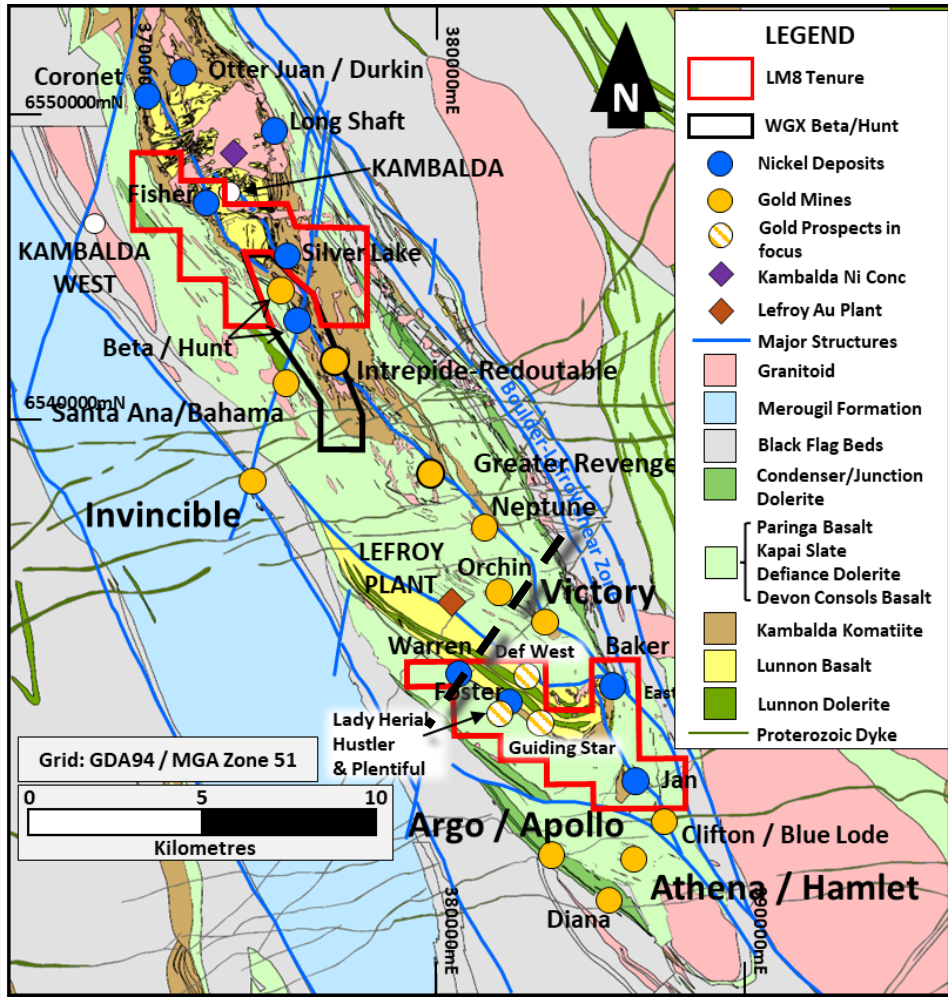 370000
380000mE
Coronet
Otter Juan / Durkin
6550000mN
N
Long Shaft
KAMBALDA
Fisher
KAMBALDA
WEST
Silver Lake
Beta / Hunt
Intrepide-Redoutable
6540000mN
Santa Ana/Bahama
Boulder-Lefroy Shear Zone
Greater Revenge
Invincible
Neptune
LEFROY
PLANT
Orchin
Victory
Warren
Def West
Baker
Foster
East
Lady Herial,
Hustler
& Plentiful
Guiding Star
Jan
Argo / Apollo
Clifton / Blue Lode
Athena / Hamlet
Diana
380000mE
390000mE
Grid: GDA94 / MGA Zone 51
0 5 10
Kilometres
LEGEND
LM8 Tenure
WGX Beta/Hunt
Nickel Deposits
Gold Mines
Gold Prospects in
focus
Kambalda Ni Conc
Lefroy Au Plant
Major Structures
Granitoid
Merougil Formation
Black Flag Beds
Condenser/Junction
Dolerite
Paringa Basalt
Kapai Slate
Defiance Dolerite
Devon Consols Basalt
Kambalda Komatiite
Lunnon Basalt
Lunnon Dolerite
Proterozoic Dyke